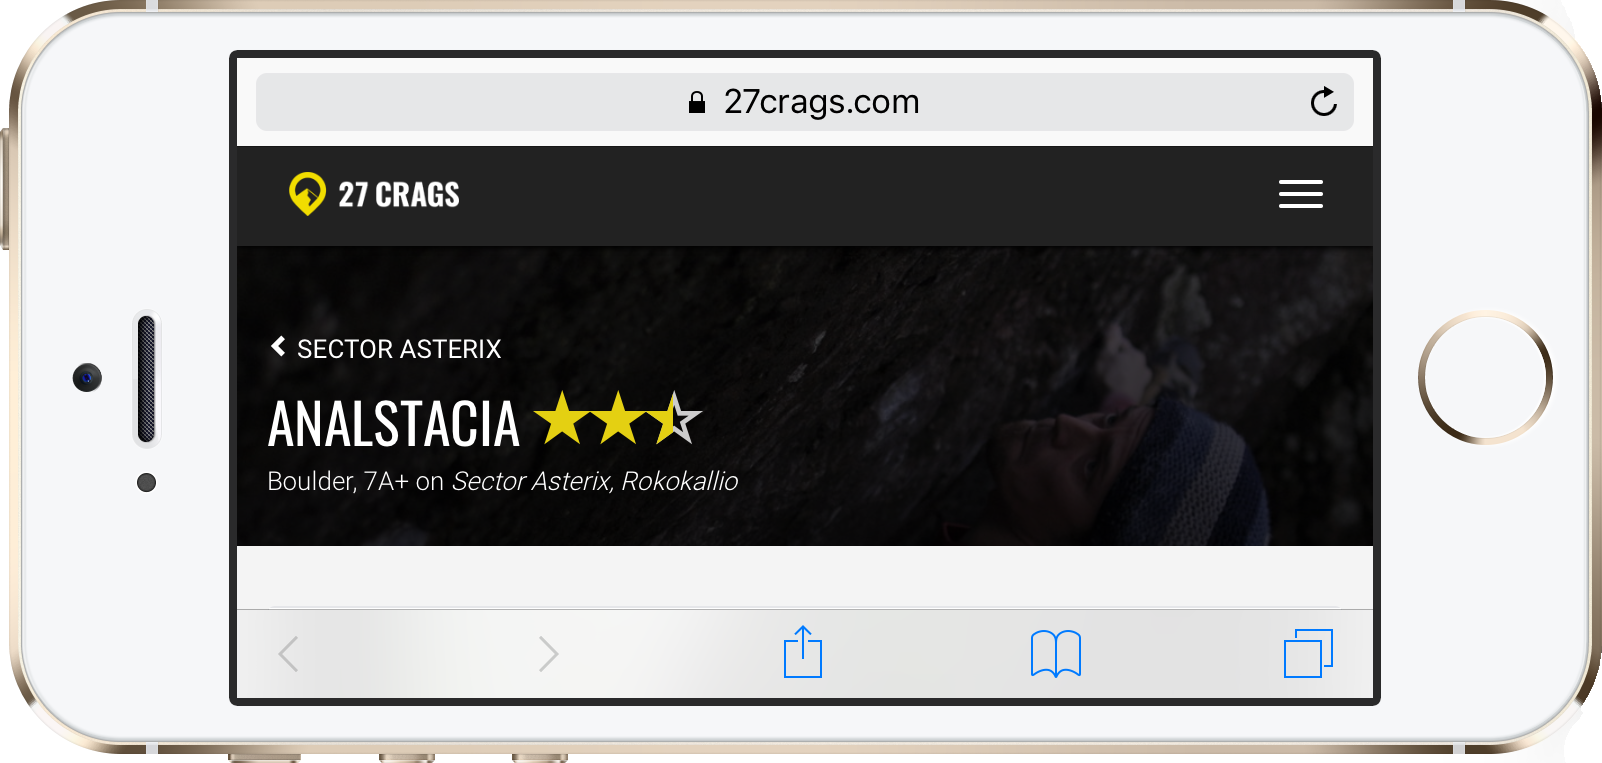 27crags.com
27 CRAGS
SECTOR ASTERIX
ANALSTACIA
Boulder, 7A+ on Sector Asterix, Rokokallio